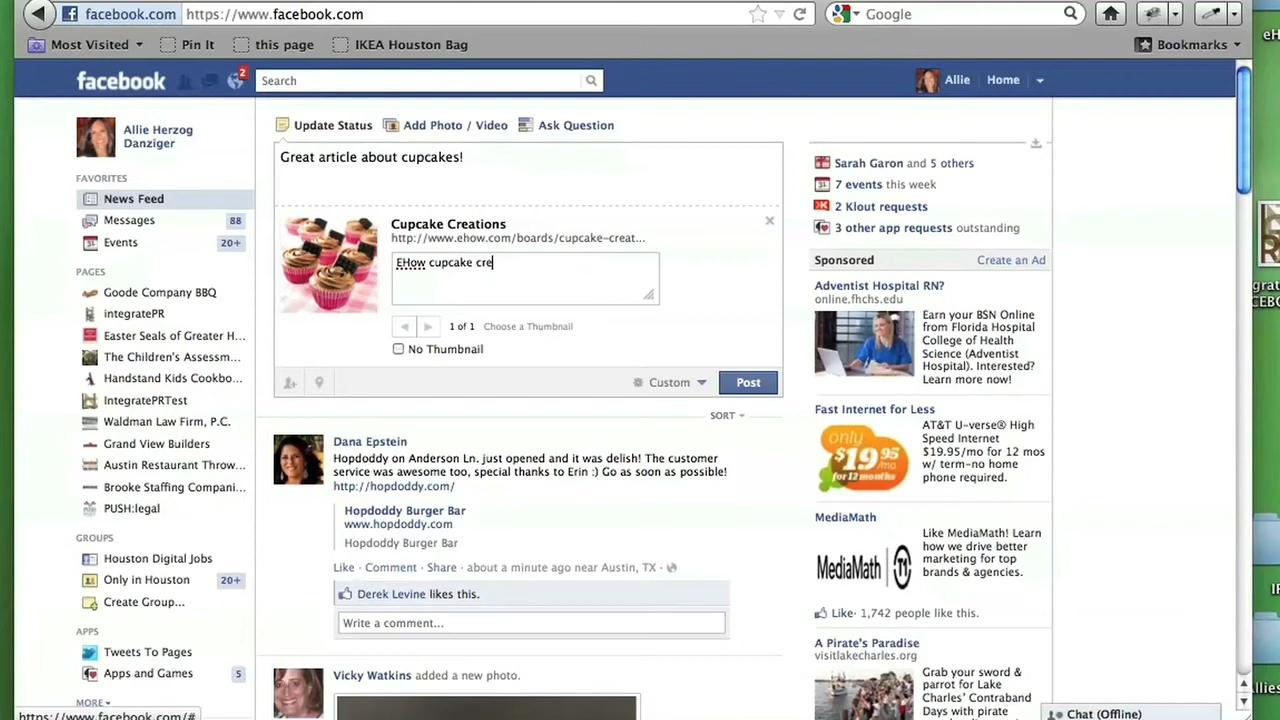 facebook.com
https://www.facebook.com
Google
Most Visited
Pin It
this page
IKEA Houston Bag
Bookmarks
facebook
2
Search
Allie
Home
Allie Herzog
Danziger
FAVORITES
News Feed
Messages 88
Events 20+
PAGES
Goode Company BBQ
integratePR
Easter Seals of Greater H...
The Children's Assessm...
Handstand Kids Cookbo...
IntegratePRTest
Waldman Law Firm, P.C.
Grand View Builders
Austin Restaurant Throw...
Brooke Staffing Compani...
PUSH:legal
GROUPS
Houston Digital Jobs
Only in Houston 20+
Create Group...
APPS
Tweets To Pages
Apps and Games 5
MORE
https://www.facebook.com/#
Update Status
Add Photo / Video
Ask Question
Great article about cupcakes!
Cupcake Creations
http://www.ehow.com/boards/cupcake-creat...
EHow cupcake cre
1 of 1 Choose a Thumbnail
No Thumbnail
Custom
Post
SORT
Dana Epstein
Hopdoddy on Anderson Ln. just opened and it was delish! The customer
service was awesome too, special thanks to Erin :) Go as soon as possible!
http://hopdoddy.com/
Hopdoddy Burger Bar
www.hopdoddy.com
Hopdoddy Burger Bar
Like · Comment · Share · about a minute ago near Austin, TX ·
Derek Levine likes this.
Write a comment...
Vicky Watkins added a new photo.
Sarah Garon and 5 others
7 events this week
2 Klout requests
3 other app requests outstanding
Sponsored
Create an Ad
Adventist Hospital RN?
online.fhchs.edu
Earn your BSN Online
from Florida Hospital
College of Health
Science (Adventist
Hospital). Interested?
Learn more now!
Fast Internet for Less
only
$19.95
/mo
for 12 months
AT&T U-verse® High
Speed Internet
$19.95/mo for 12 mos
w/ term-no home
phone required.
MediaMath
MediaMath
Like MediaMath! Learn
how we drive better
marketing for top
brands & agencies.
Like · 1,742 people like this.
A Pirate's Paradise
visitlakecharles.org
Grab your sword &
parrot for Lake
Charles' Contraband
Days with pirate
Chat (Offline)